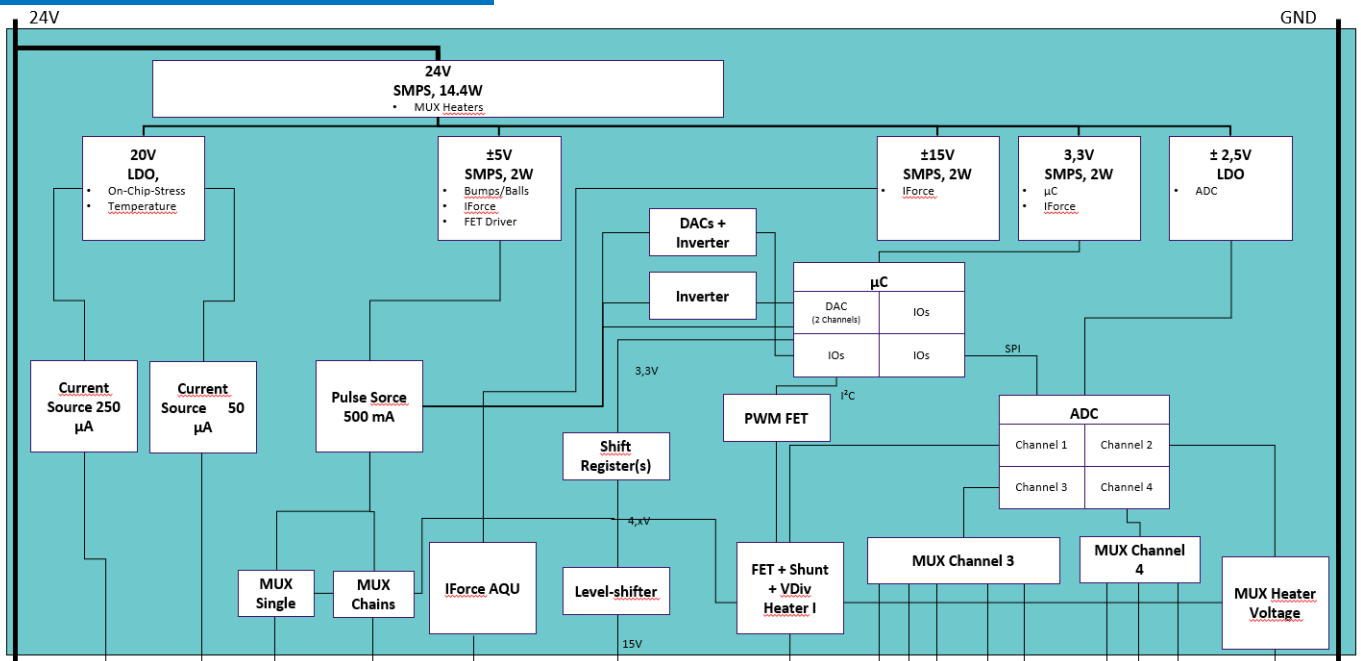 24V
GND
24V
SMPS, 14.4W
• MUX Heaters
20V
LDO,
• On-Chip-Stress
• Temperature
±5V
SMPS, 2W
• Bumps/Balls
• IForce
• FET Driver
±15V
SMPS, 2W
• IForce
3,3V
SMPS, 2W
• µC
• IForce
± 2,5V
LDO
• ADC
DACs +
Inverter
Inverter
µC
DAC
(2 Channels)
IOs
IOs
IOs
SPI
3,3V
I²C
Current
Source 250
µA
Current
Source 50
µA
Pulse Sorce
500 mA
PWM FET
ADC
Channel 1
Channel 2
Channel 3
Channel 4
Shift
Register(s)
4,xV
MUX
Single
MUX
Chains
IForce AQU
Level-shifter
FET + Shunt
+ VDiv
Heater I
MUX Channel 3
MUX Channel
4
MUX Heater
Voltage
15V